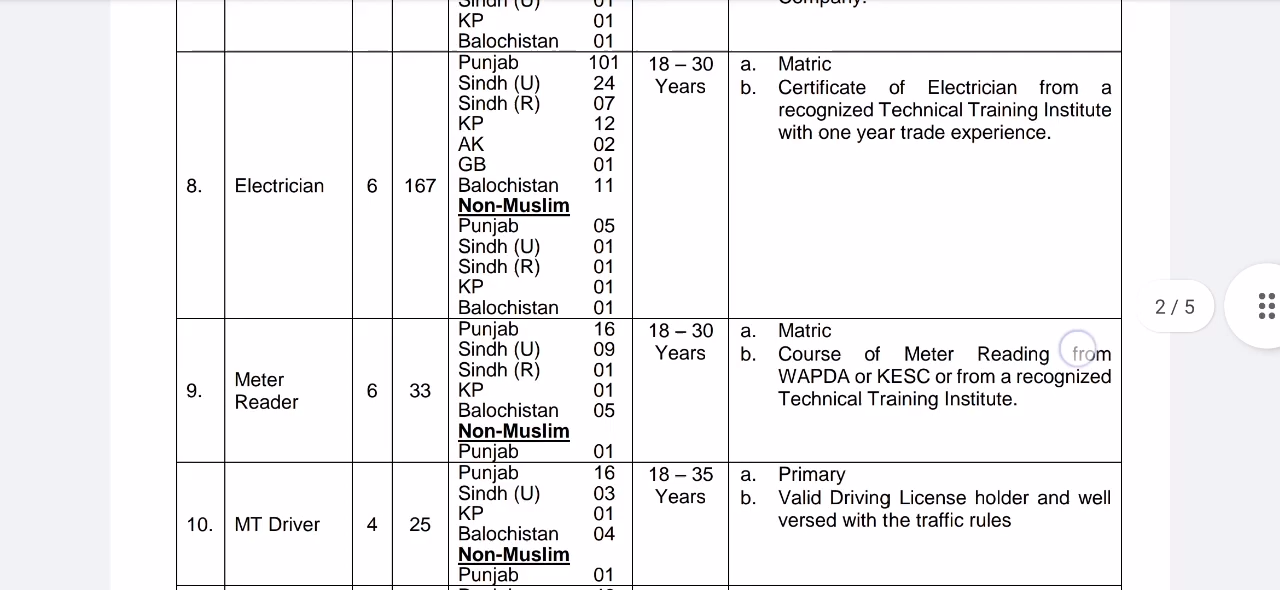 KP 01
Balochistan 01
8. Electrician 6 167
Punjab 101
Sindh (U) 24
Sindh (R) 07
KP 12
AK 02
GB 01
Balochistan 11
Non-Muslim
Punjab 05
Sindh (U) 01
Sindh (R) 01
KP 01
Balochistan 01
18 – 30
Years
a. Matric
b. Certificate of Electrician from a
recognized Technical Training Institute
with one year trade experience.
9. Meter
Reader
6 33
Punjab 16
Sindh (U) 09
Sindh (R) 01
KP 01
Balochistan 05
Non-Muslim
Punjab 01
18 – 30
Years
a. Matric
b. Course of Meter Reading from
WAPDA or KESC or from a recognized
Technical Training Institute.
10. MT Driver 4 25
Punjab 16
Sindh (U) 03
KP 01
Balochistan 04
Non-Muslim
Punjab 01
18 – 35
Years
a. Primary
b. Valid Driving License holder and well
versed with the traffic rules
2 / 5